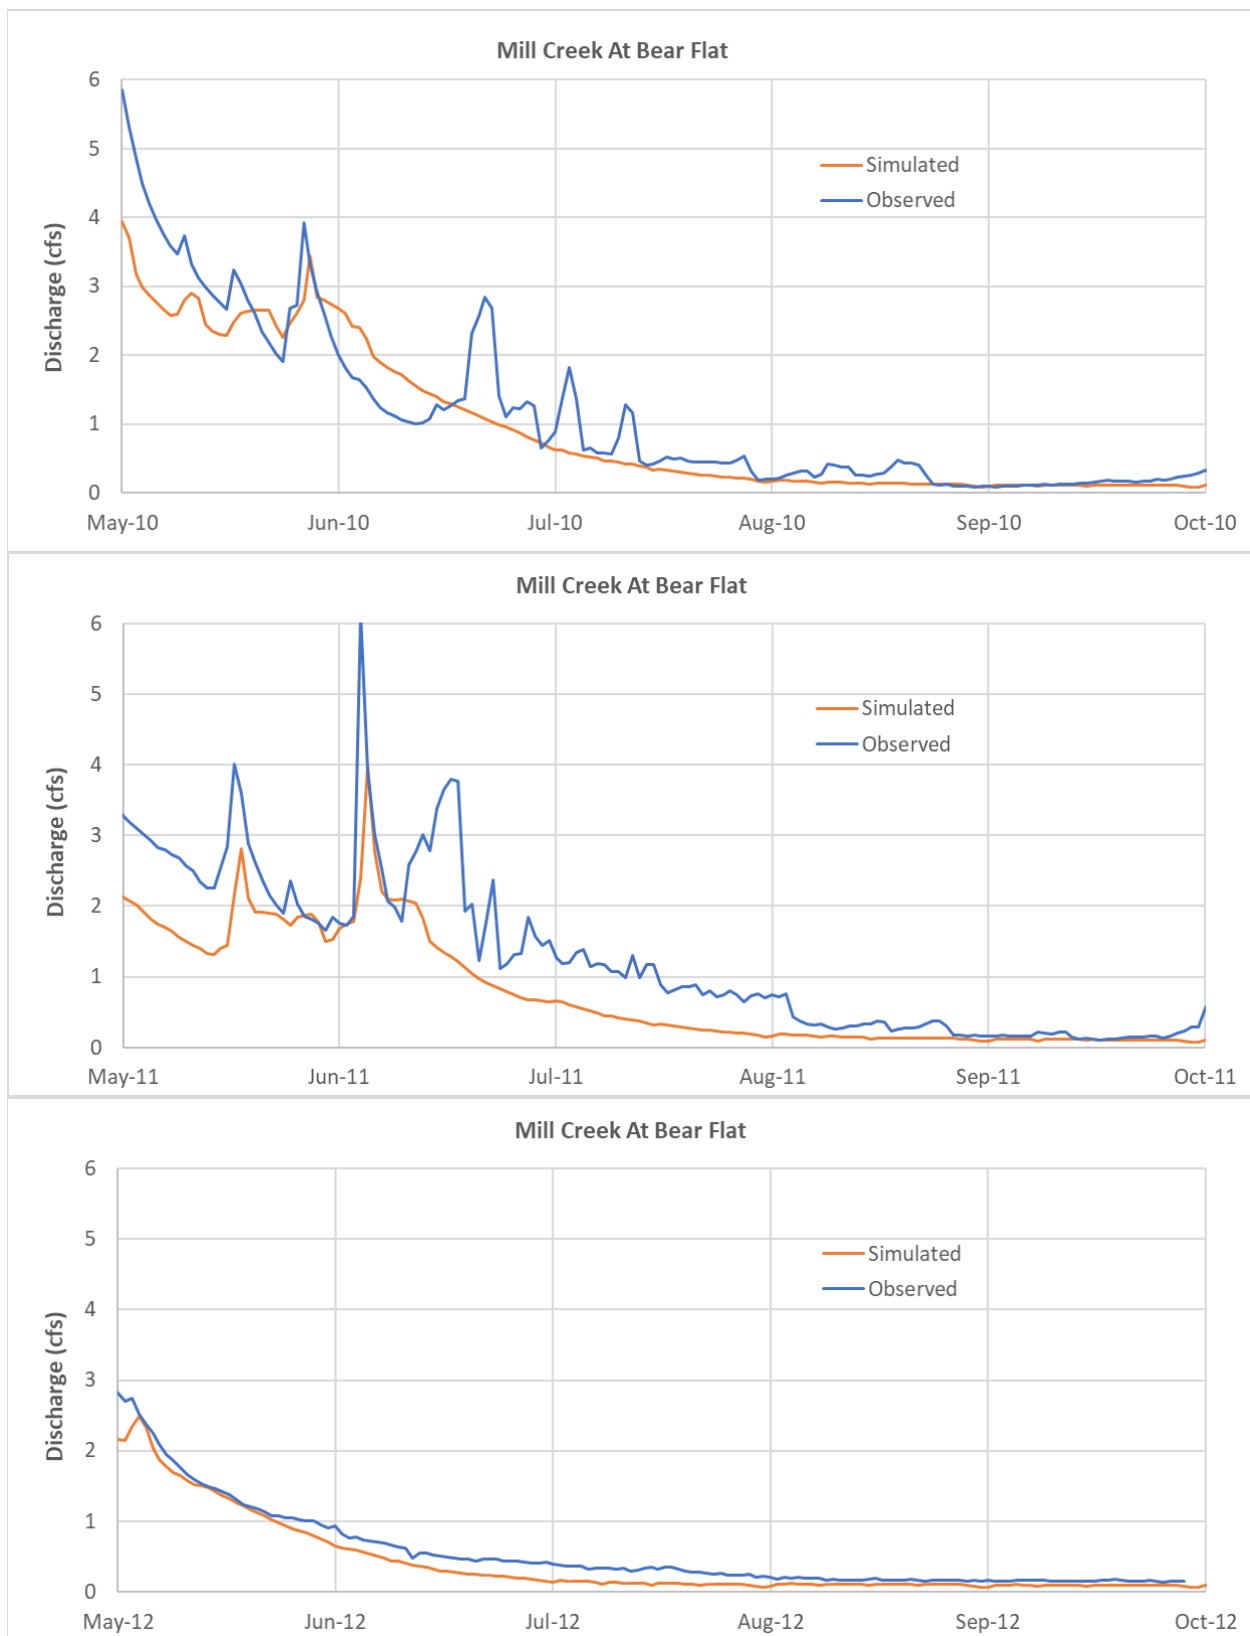 Mill Creek At Bear Flat
6
5
4
3
2
1
0
Discharge (cfs)
Simulated
Observed
May-10 Jun-10 Jul-10 Aug-10 Sep-10 Oct-10
Mill Creek At Bear Flat
6
5
4
3
2
1
0
Discharge (cfs)
Simulated
Observed
May-11 Jun-11 Jul-11 Aug-11 Sep-11 Oct-11
Mill Creek At Bear Flat
6
5
4
3
2
1
0
Discharge (cfs)
Simulated
Observed
May-12 Jun-12 Jul-12 Aug-12 Sep-12 Oct-12